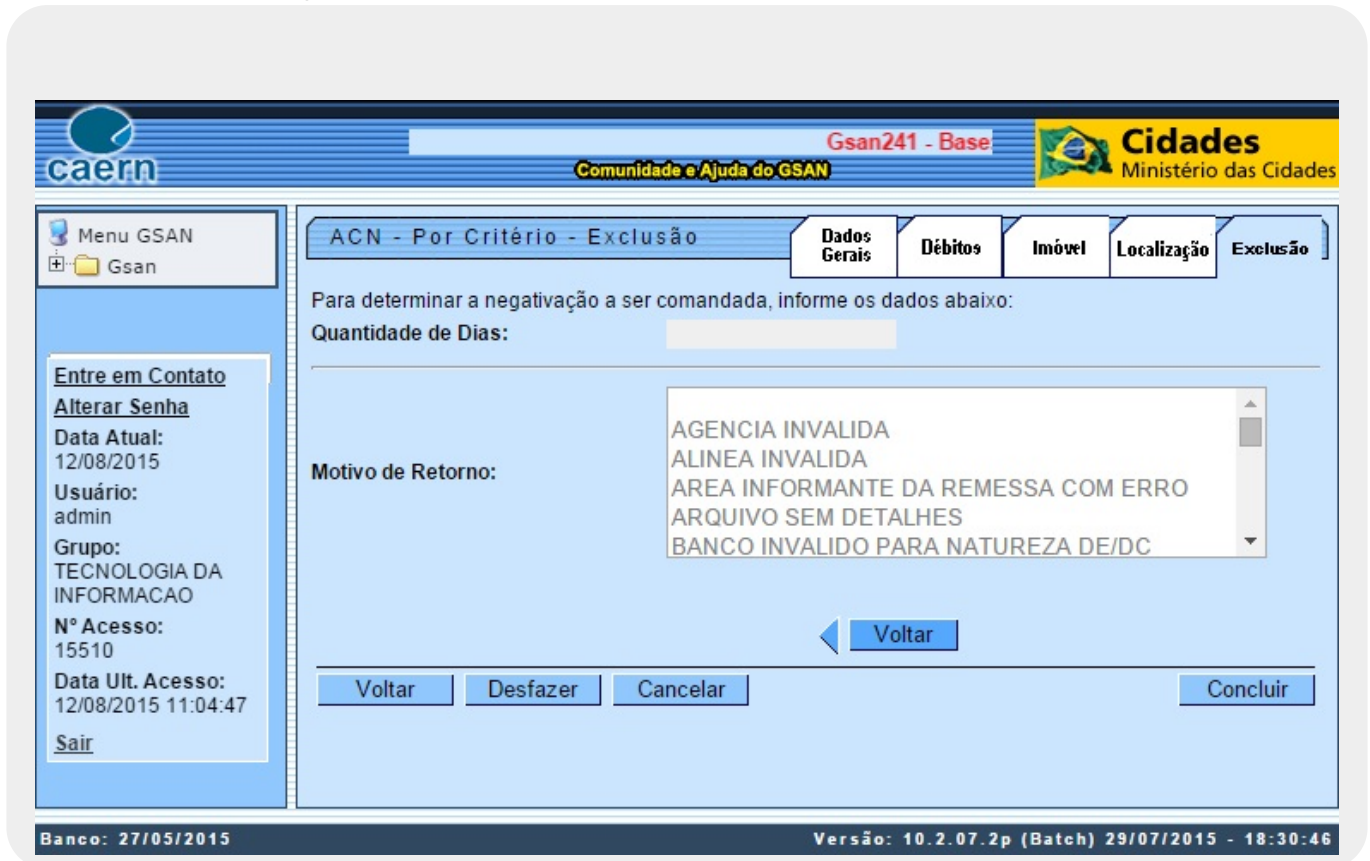 caern
Gsan241 - Base
Comunidade e Ajuda do GSAN
Cidades
Ministério das Cidades
Menu GSAN
Gsan
ACN - Por Critério - Exclusão
Dados Gerais
Débitos
Imóvel
Localização
Exclusão
Para determinar a negativação a ser comandada, informe os dados abaixo:
Quantidade de Dias:
Entre em Contato
Alterar Senha
Data Atual:
12/08/2015
Usuário:
admin
Grupo:
TECNOLOGIA DA
INFORMACAO
Nº Acesso:
15510
Data Ult. Acesso:
12/08/2015 11:04:47
Sair
Motivo de Retorno:
AGENCIA INVALIDA
ALINEA INVALIDA
AREA INFORMANTE DA REMESSA COM ERRO
ARQUIVO SEM DETALHES
BANCO INVALIDO PARA NATUREZA DE/DC
Voltar
Voltar
Desfazer
Cancelar
Concluir
Banco: 27/05/2015
Versão: 10.2.07.2p (Batch) 29/07/2015 - 18:30:46